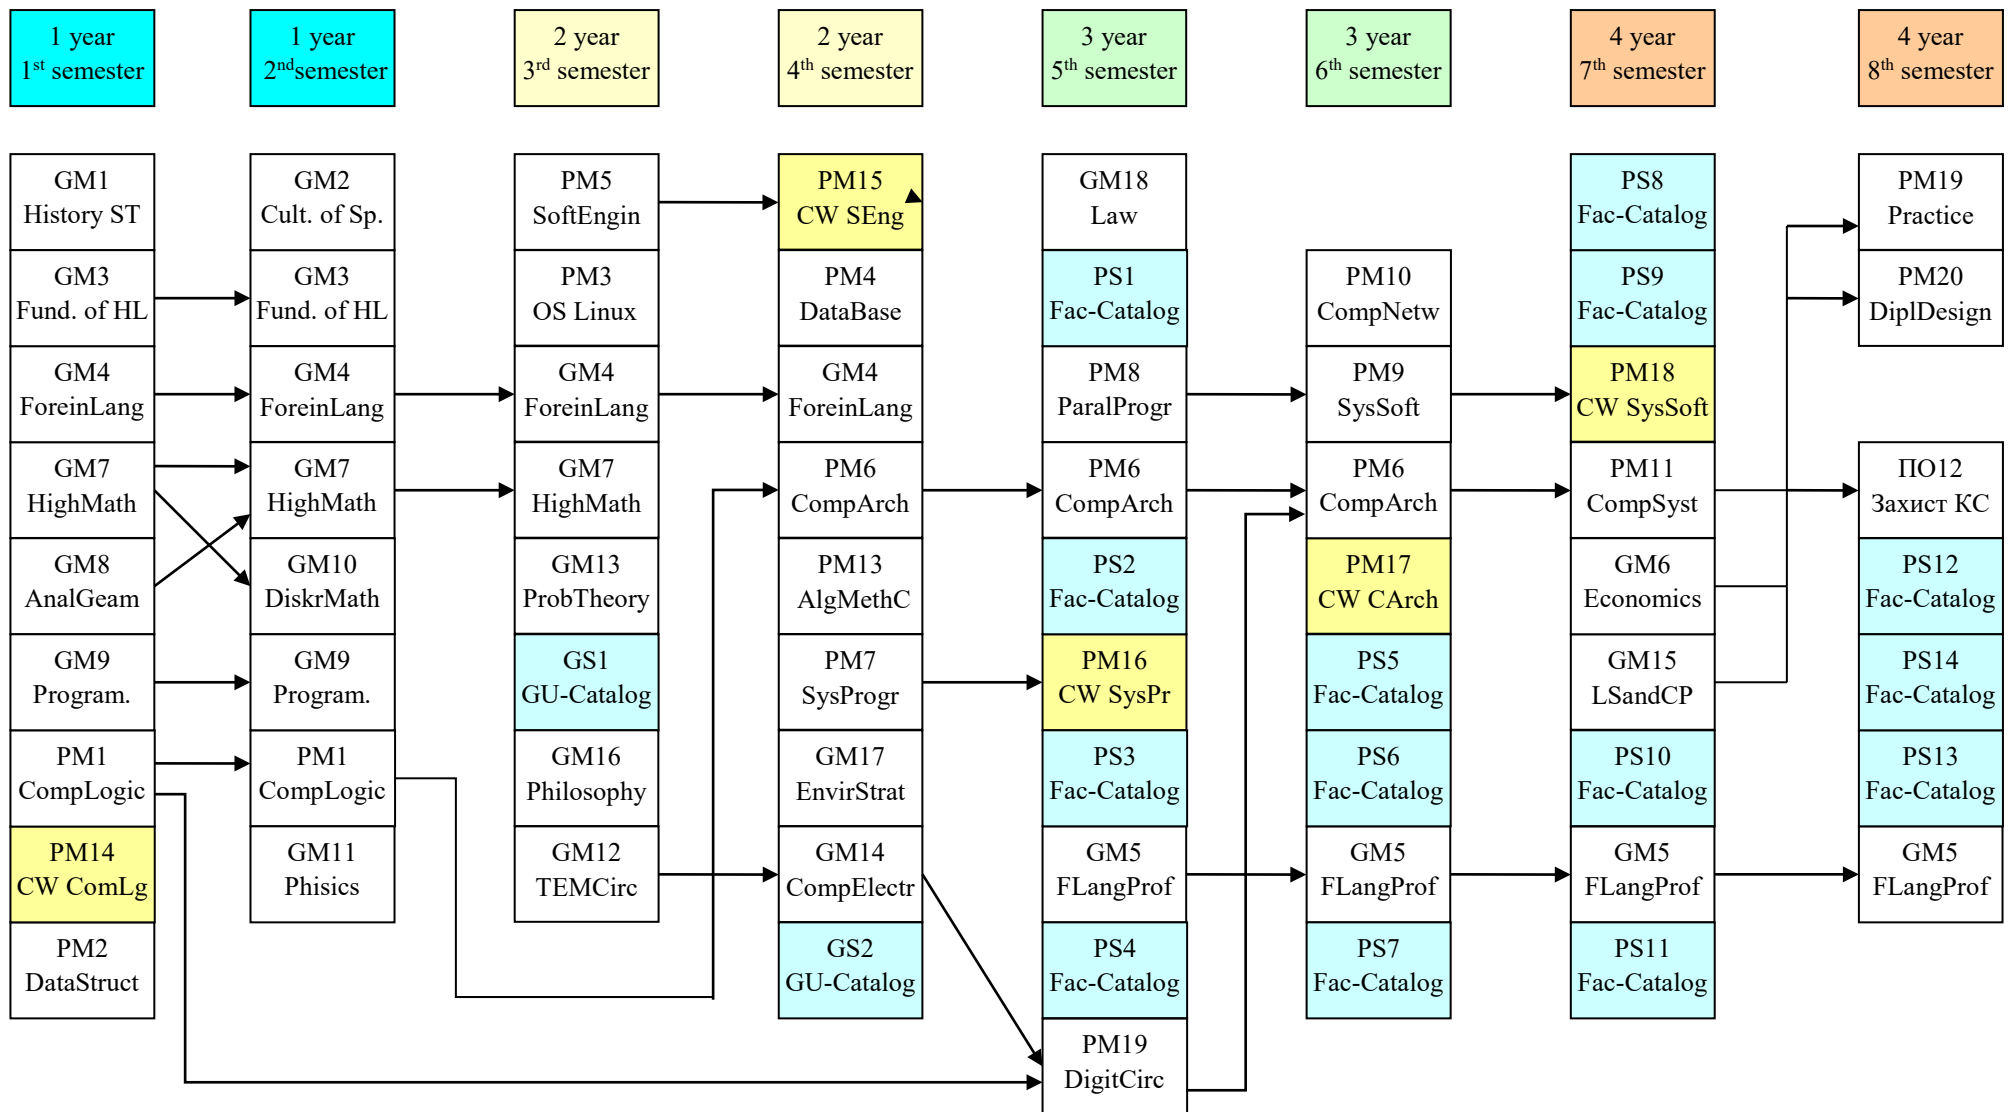 1 year
1st semester
1 year
2ndsemester
2 year
3rd semester
2 year
4th semester
3 year
5th semester
3 year
6th semester
4 year
7th semester
4 year
8th semester
GM1
History ST
GM3
Fund. of HL
GM4
ForeinLang
GM7
HighMath
GM8
AnalGeam
GM9
Program.
PM1
CompLogic
PM14
CW ComLg
PM2
DataStruct
GM2
Cult. of Sp.
GM3
Fund. of HL
GM4
ForeinLang
GM7
HighMath
GM10
DiskrMath
GM9
Program.
PM1
CompLogic
GM11
Phisics
PM5
SoftEngin
PM3
OS Linux
GM4
ForeinLang
GM7
HighMath
GM13
ProbTheory
GS1
GU-Catalog
GM16
Philosophy
GM12
TEMCirc
PM15
CW SEng
PM4
DataBase
GM4
ForeinLang
PM6
CompArch
PM13
AlgMethC
PM7
SysProgr
GM17
EnvirStrat
GM14
CompElectr
GS2
GU-Catalog
GM18
Law
PS1
Fac-Catalog
PM8
ParalProgr
PM6
CompArch
PS2
Fac-Catalog
PM16
CW SysPr
PS3
Fac-Catalog
GM5
FLangProf
PS4
Fac-Catalog
PM19
DigitCirc
PM10
CompNetw
PM9
SysSoft
PM6
CompArch
PM17
CW CArch
PS5
Fac-Catalog
PS6
Fac-Catalog
GM5
FLangProf
PS7
Fac-Catalog
PS8
Fac-Catalog
PS9
Fac-Catalog
PM18
CW SysSoft
PM11
CompSyst
GM6
Economics
GM15
LSandCP
PS10
Fac-Catalog
GM5
FLangProf
PS11
Fac-Catalog
PM19
Practice
PM20
DiplDesign
ПО12
Захист КС
PS12
Fac-Catalog
PS14
Fac-Catalog
PS13
Fac-Catalog
GM5
FLangProf